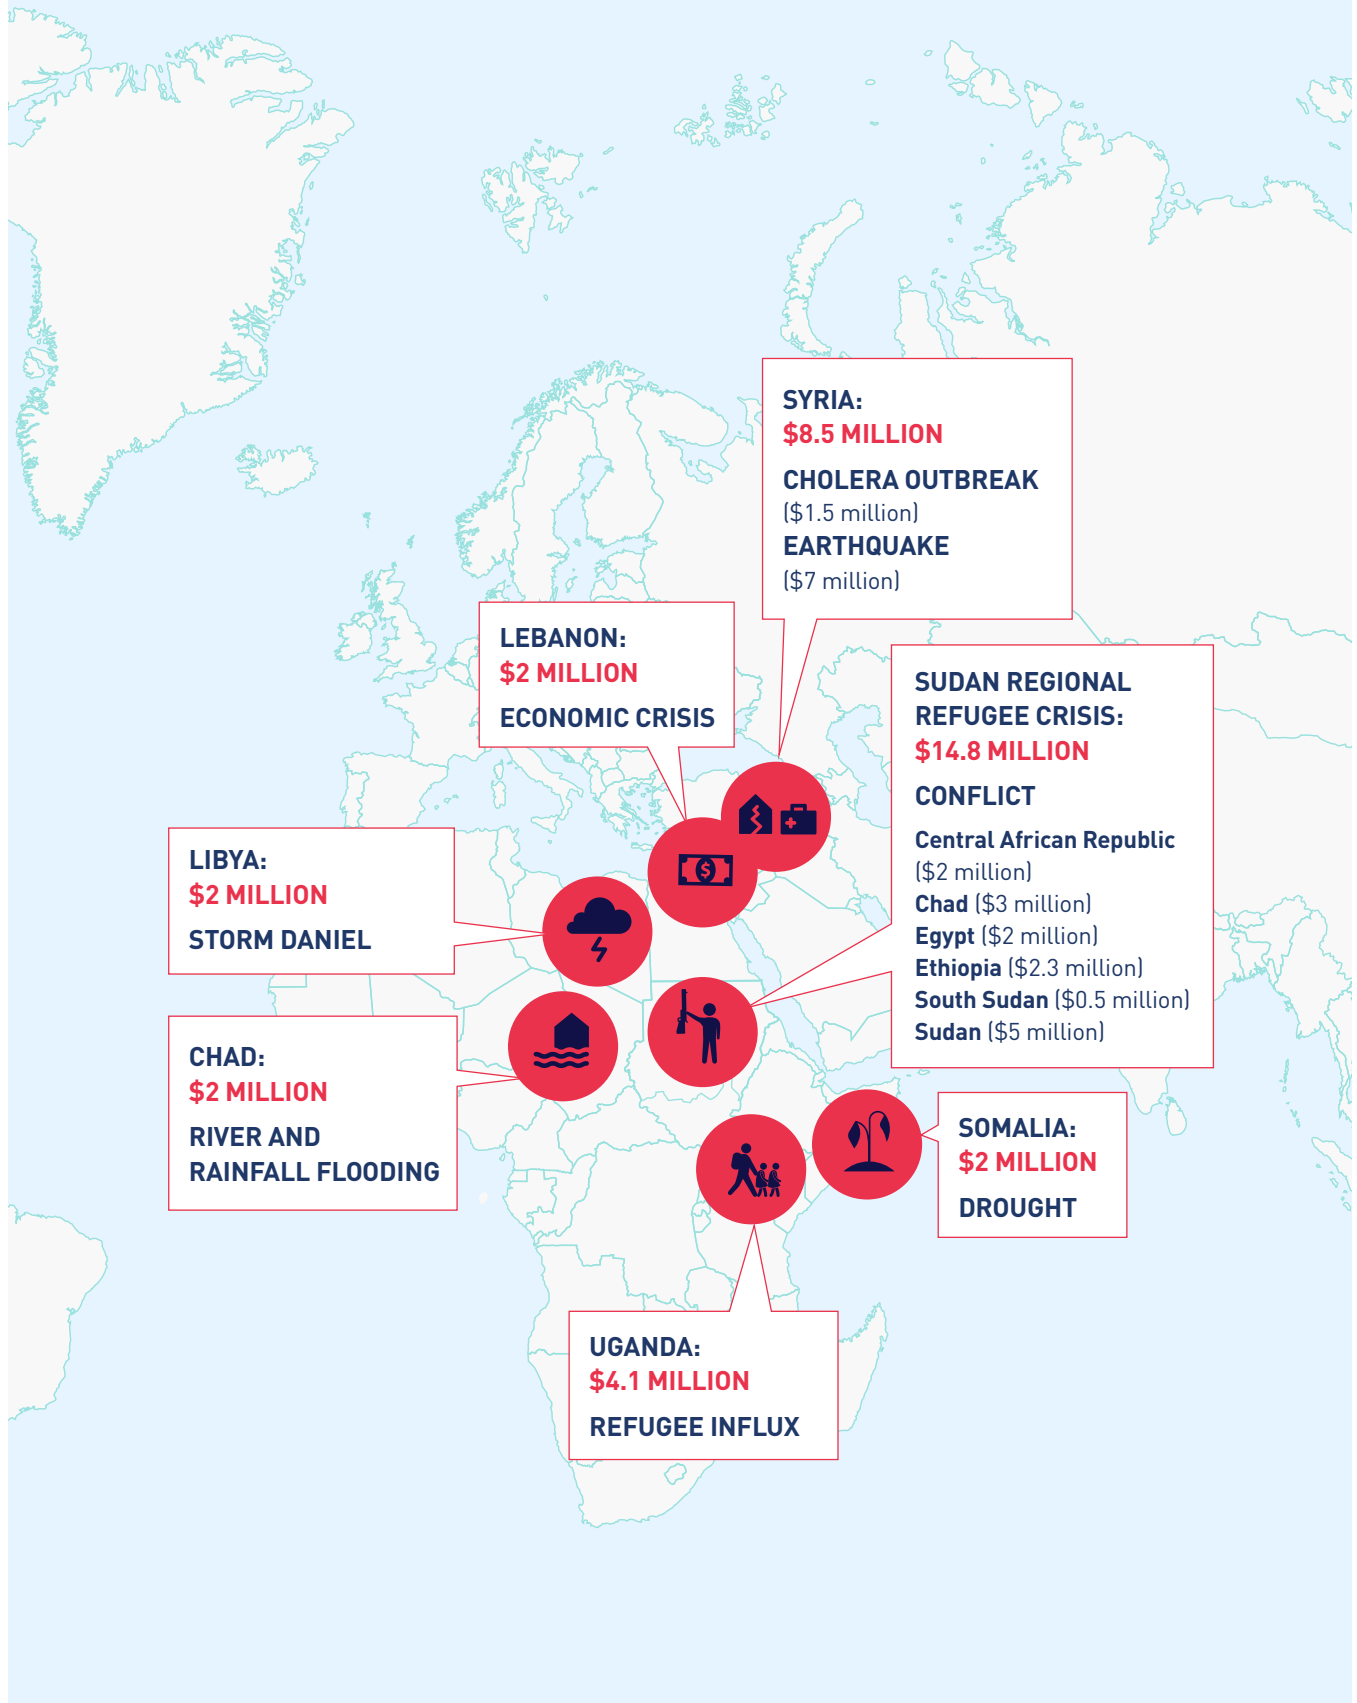 SYRIA:
$8.5 MILLION
CHOLERA OUTBREAK
($1.5 million)
EARTHQUAKE
($7 million)
LEBANON:
$2 MILLION
ECONOMIC CRISIS
SUDAN REGIONAL
REFUGEE CRISIS:
$14.8 MILLION
CONFLICT
Central African Republic
($2 million)
Chad ($3 million)
Egypt ($2 million)
Ethiopia ($2.3 million)
South Sudan ($0.5 million)
Sudan ($5 million)
LIBYA:
$2 MILLION
STORM DANIEL
CHAD:
$2 MILLION
RIVER AND
RAINFALL FLOODING
SOMALIA:
$2 MILLION
DROUGHT
UGANDA:
$4.1 MILLION
REFUGEE INFLUX